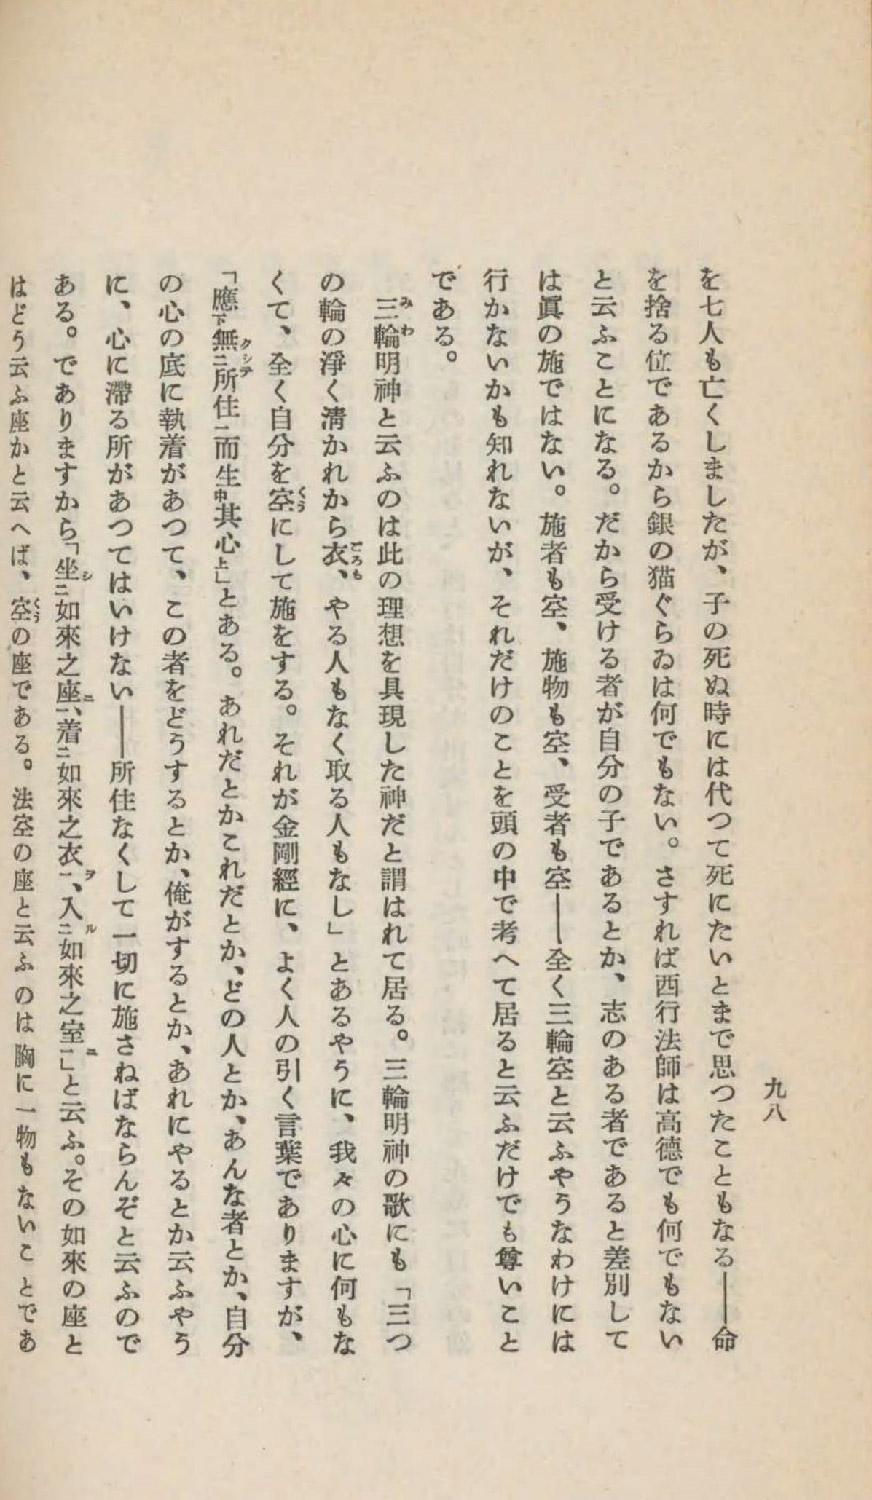 九八
を七人も亡くしましたが、子の死ぬ時には代つて死にたいとまで思つたこともなる――命
を捨る位であるから銀の猫ぐらゐは何でもない。さすれば西行法師は高德でも何でもない
と云ふことになる。だから受ける者が自分の子であるとか、志のある者であると差別して
は眞の施ではない。施者も空、施物も空、受者も空――全く三輪空と云ふやうなわけには
行かないかも知れないが、それだけのことを頭の中で考へて居ると云ふだけでも尊いこと
である。
三輪明神と云ふのは此の理想を具現した神だと謂はれて居る。三輪明神の歌にも「三つ
の輪の淨く淸かれから衣、やる人もなく取る人もなし」とあるやうに、我々の心に何もな
くて、全く自分を空にして施をする。それが金剛經に、よく人の引く言葉でありますが、
「應下無二所住一而生中其心上」とある。あれだとかこれだとか、どの人とか、あんな者とか、自分
の心の底に執着があつて、この者をどうするとか、俺がするとか、あれにやるとか云ふやう
に、心に滯る所があつてはいけない――所住なくして一切に施さねばならんぞと云ふので
ある。でありますから「坐二如來之座一、着二如來之衣一、入二如來之室一」と云ふ。その如來の座と
はどう云ふ座かと云へば、空の座である。法空の座と云ふのは胸に一物もないことであ